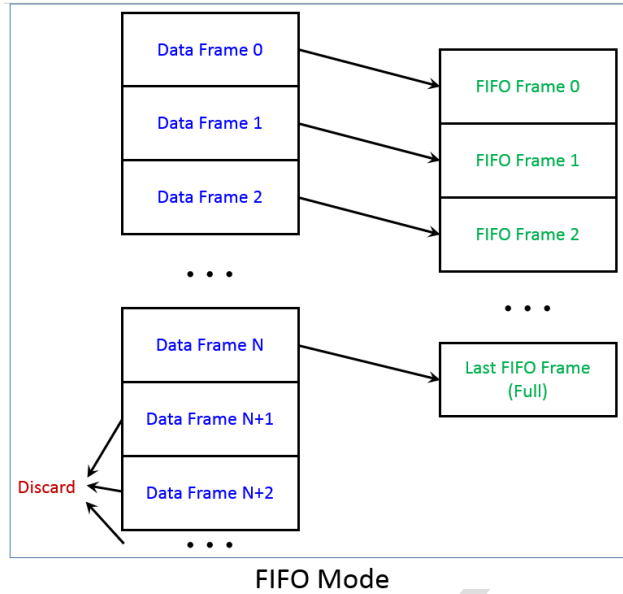 Data Frame 0
Data Frame 1
Data Frame 2
• • •
Data Frame N
Data Frame N+1
Data Frame N+2
• • •
Discard
FIFO Frame 0
FIFO Frame 1
FIFO Frame 2
• • •
Last FIFO Frame
(Full)
FIFO Mode